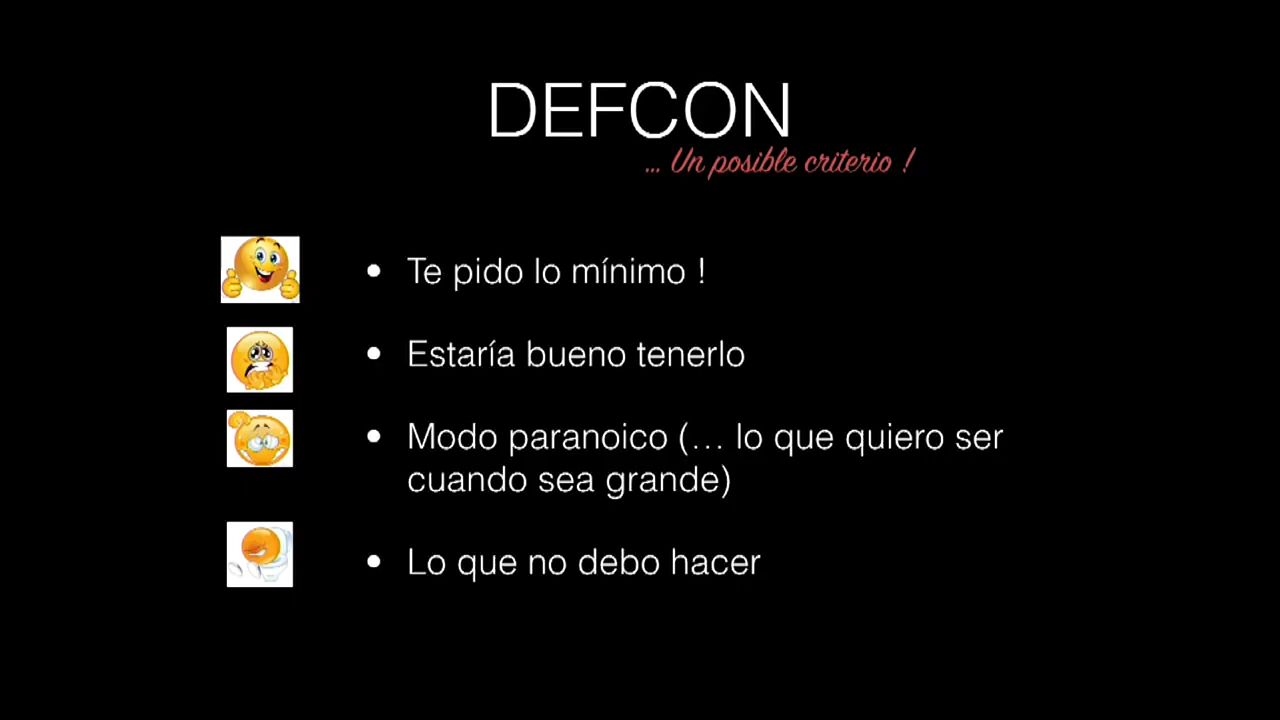 DEFCON
... Un posible criterio !
• Te pido lo mínimo !
• Estaría bueno tenerlo
• Modo paranoico (... lo que quiero ser
cuando sea grande)
• Lo que no debo hacer